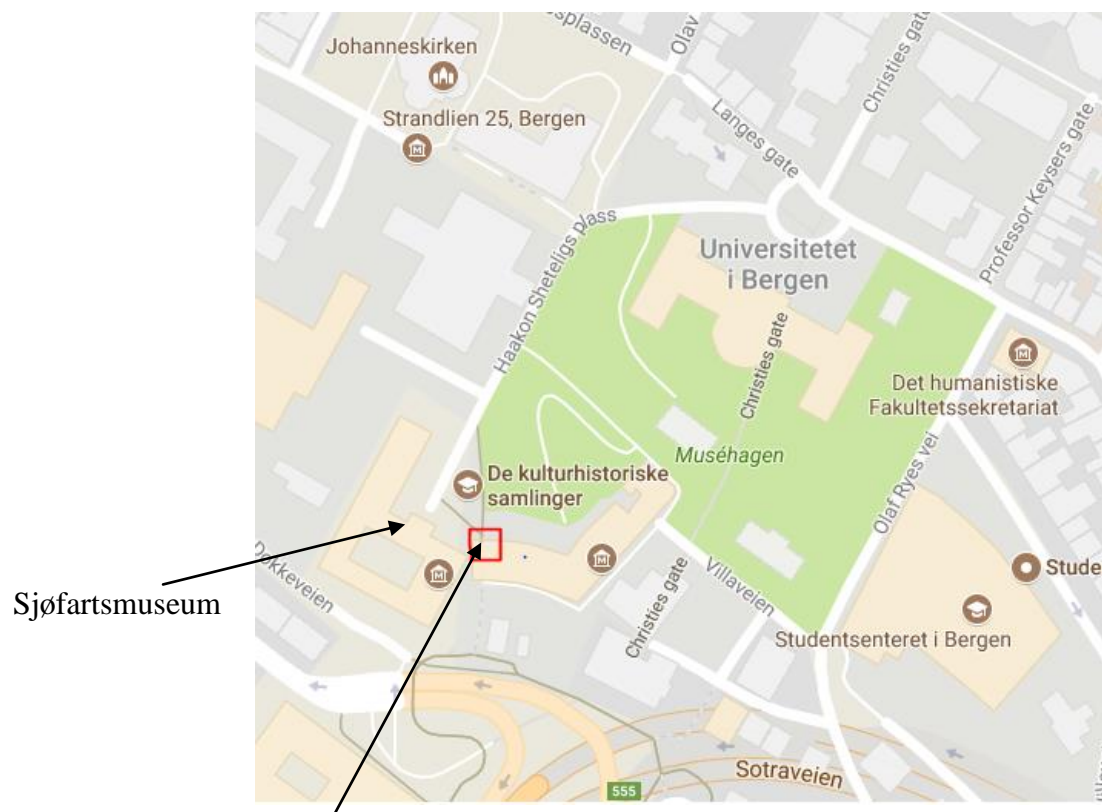 splassen
Olav
Johanneskirken
Christies gate
Strandlien 25, Bergen
Langes gate
Professor Keysers gate
Haakon Sheteligs plass
Universitetet
i Bergen
Christies gate
Det humanistiske
Fakultetssekretariat
Muséhagen
Olaf Ryes vei
De kulturhistoriske
samlinger
Dokkeveien
Villaveien
Stude
Sjøfartsmuseum
Christies gate
Studentsenteret i Bergen
Sotraveien
555